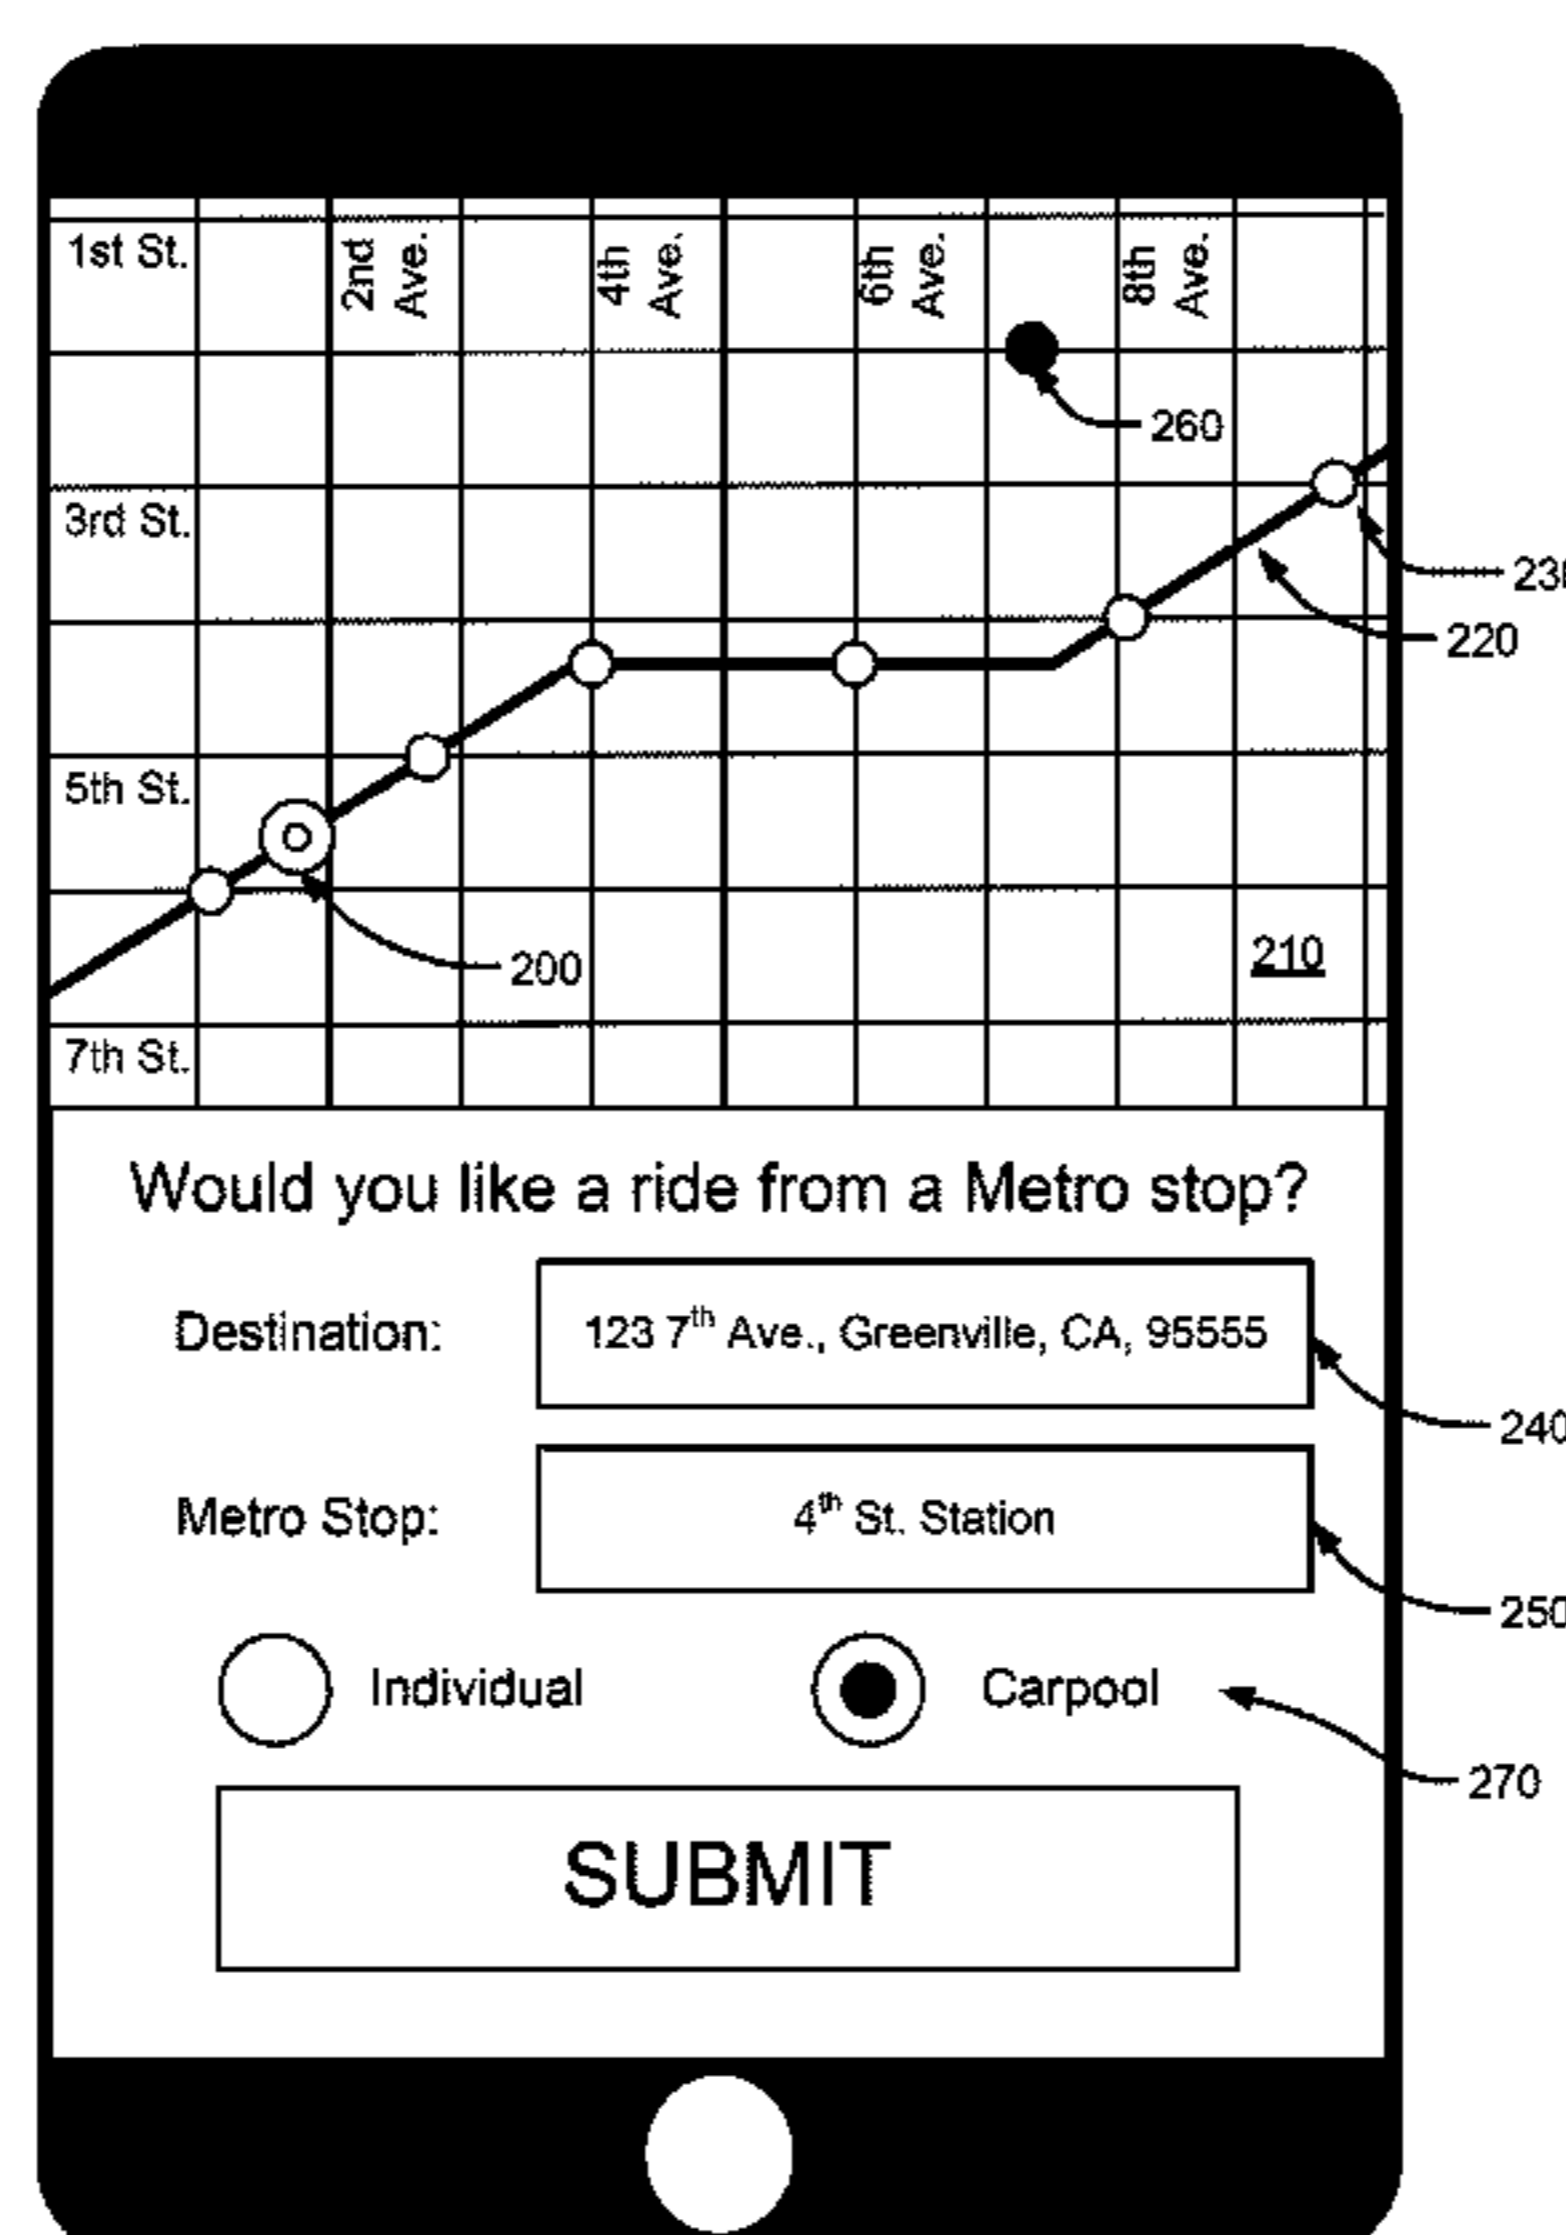 1st St.
2nd Ave.
4th Ave.
6th Ave.
8th Ave.
260
3rd St.
220
5th St.
200
210
7th St.
Would you like a ride from a Metro stop?
Destination: 123 7th Ave., Greenville, CA, 95555
240
Metro Stop: 4th St. Station
250
Individual Carpool
270
SUBMIT